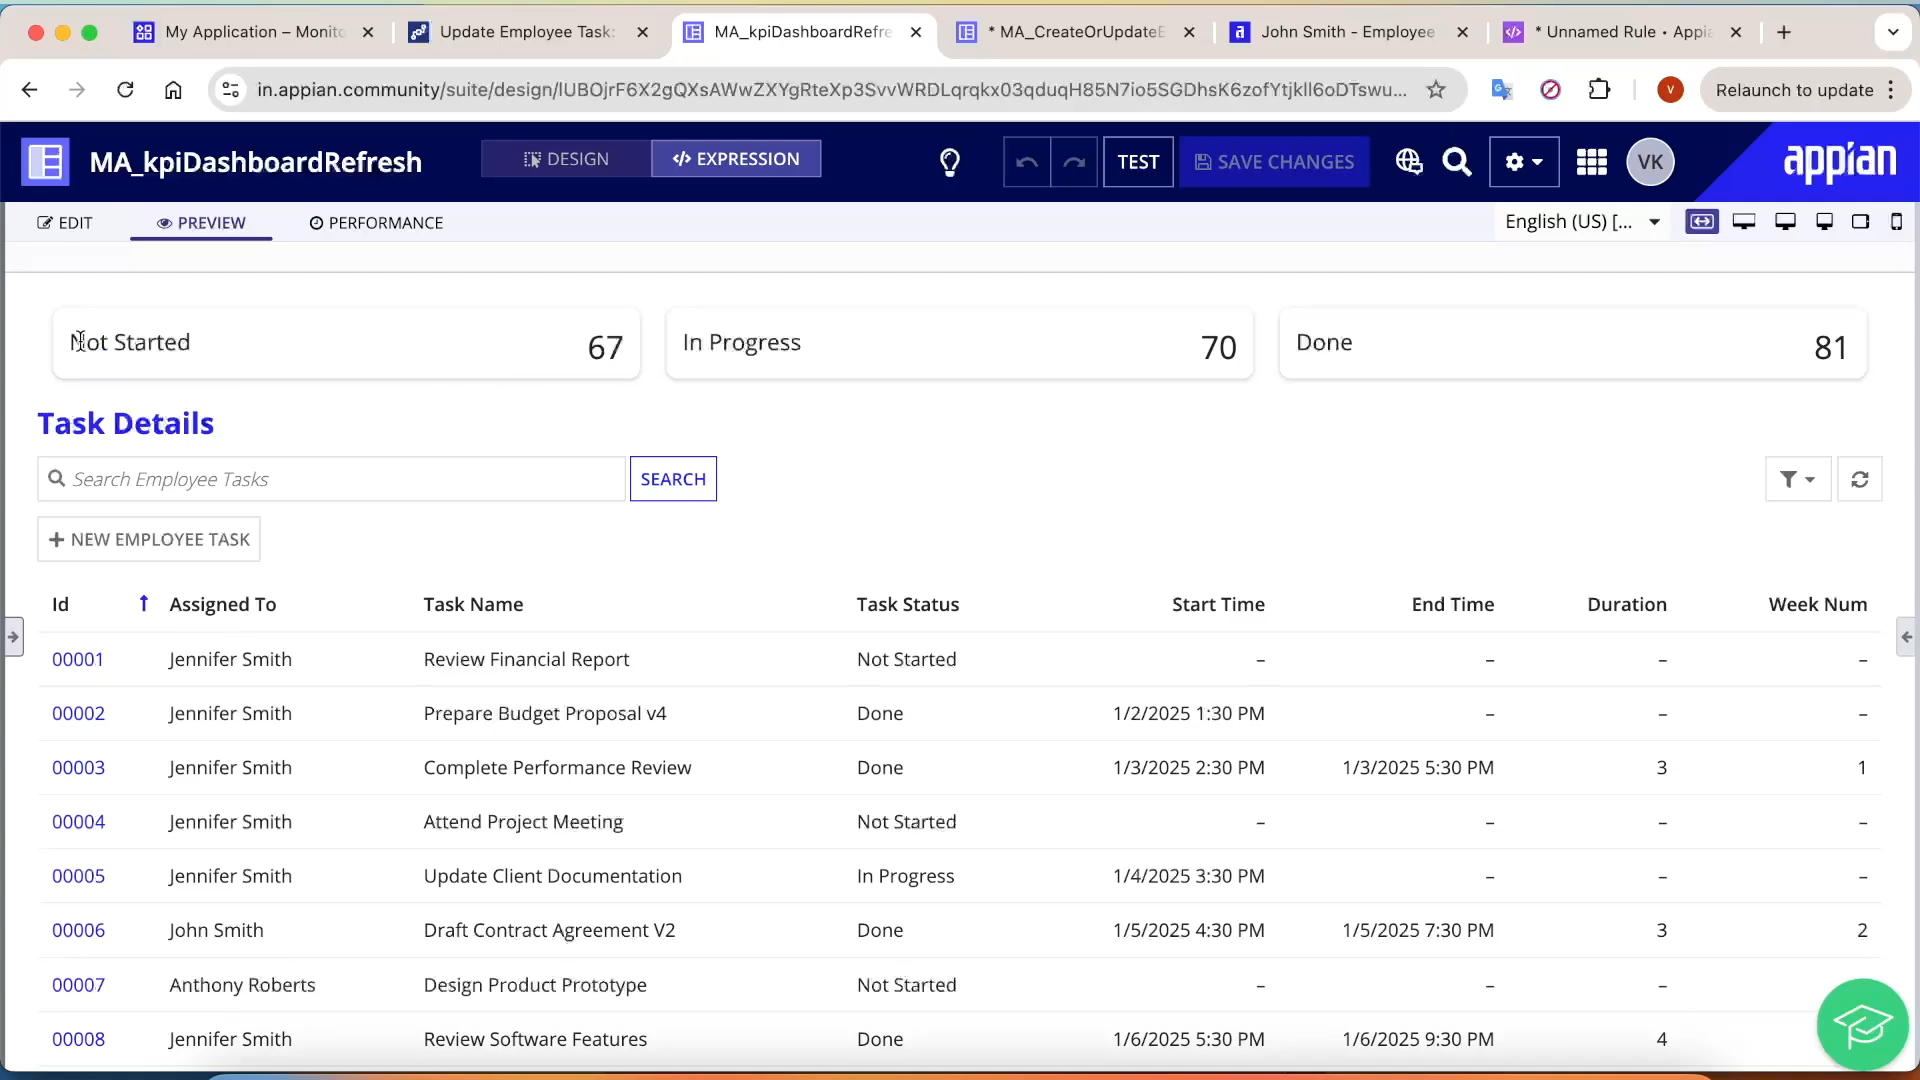 My Application – Monito
Update Employee Task:
MA_kpiDashboardRefre
* MA_CreateOrUpdateE
John Smith - Employee
* Unnamed Rule • Appia
in.appian.community/suite/design/lUBOjrF6X2gQXsAWwZXYgRteXp3SvvWRDLqrqkx03qduqH85N7io5SGDhsK6zofYtjkll6oDTswu...
V
Relaunch to update
MA_kpiDashboardRefresh
DESIGN
</> EXPRESSION
TEST
SAVE CHANGES
VK
appian
EDIT
PREVIEW
PERFORMANCE
English (US) [...
Not Started 67
In Progress 70
Done 81
Task Details
Search Employee Tasks
SEARCH
+ NEW EMPLOYEE TASK
Id Assigned To Task Name Task Status Start Time End Time Duration Week Num
00001 Jennifer Smith Review Financial Report Not Started – – – –
00002 Jennifer Smith Prepare Budget Proposal v4 Done 1/2/2025 1:30 PM – – –
00003 Jennifer Smith Complete Performance Review Done 1/3/2025 2:30 PM 1/3/2025 5:30 PM 3 1
00004 Jennifer Smith Attend Project Meeting Not Started – – – –
00005 Jennifer Smith Update Client Documentation In Progress 1/4/2025 3:30 PM – – –
00006 John Smith Draft Contract Agreement V2 Done 1/5/2025 4:30 PM 1/5/2025 7:30 PM 3 2
00007 Anthony Roberts Design Product Prototype Not Started – – –
00008 Jennifer Smith Review Software Features Done 1/6/2025 5:30 PM 1/6/2025 9:30 PM 4